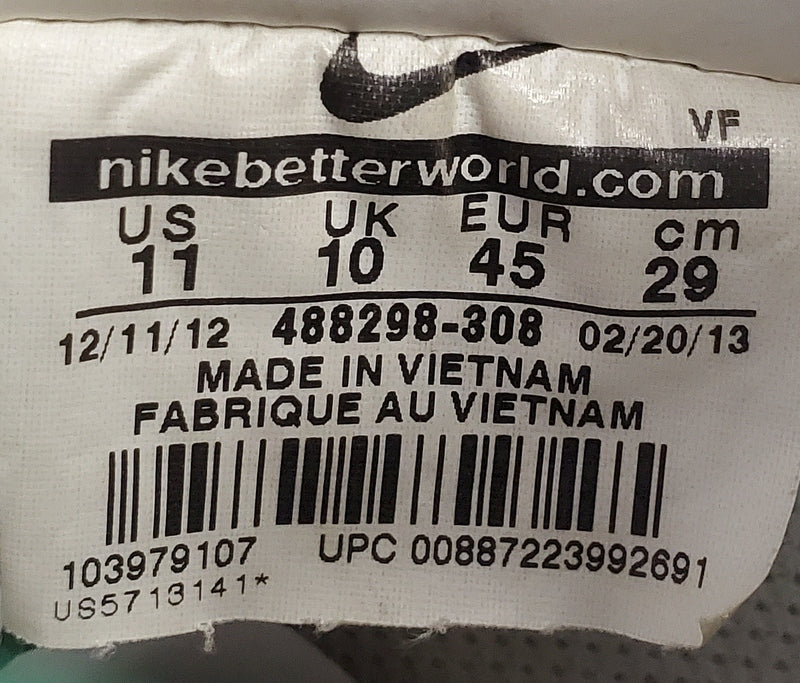 VF
nikebetterworld.com
US UK EUR cm
11 10 45 29
12/11/12 488298-308 02/20/13
MADE IN VIETNAM
FABRIQUE AU VIETNAM
103979107 UPC 00887223992691
US5713141*